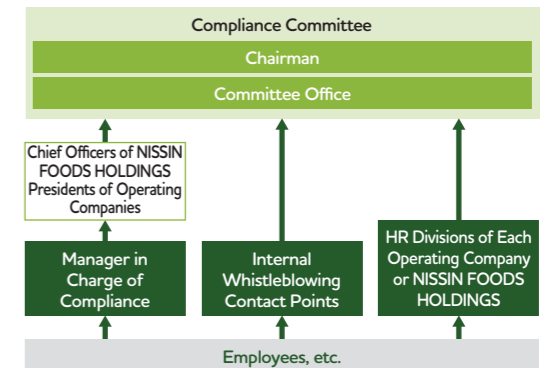 Compliance Committee
Chairman
Committee Office
Chief Officers of NISSIN
FOODS HOLDINGS
Presidents of Operating
Companies
Manager in
Charge of
Compliance
Internal
Whistleblowing
Contact Points
HR Divisions of Each
Operating Company
or NISSIN FOODS
HOLDINGS
Employees, etc.